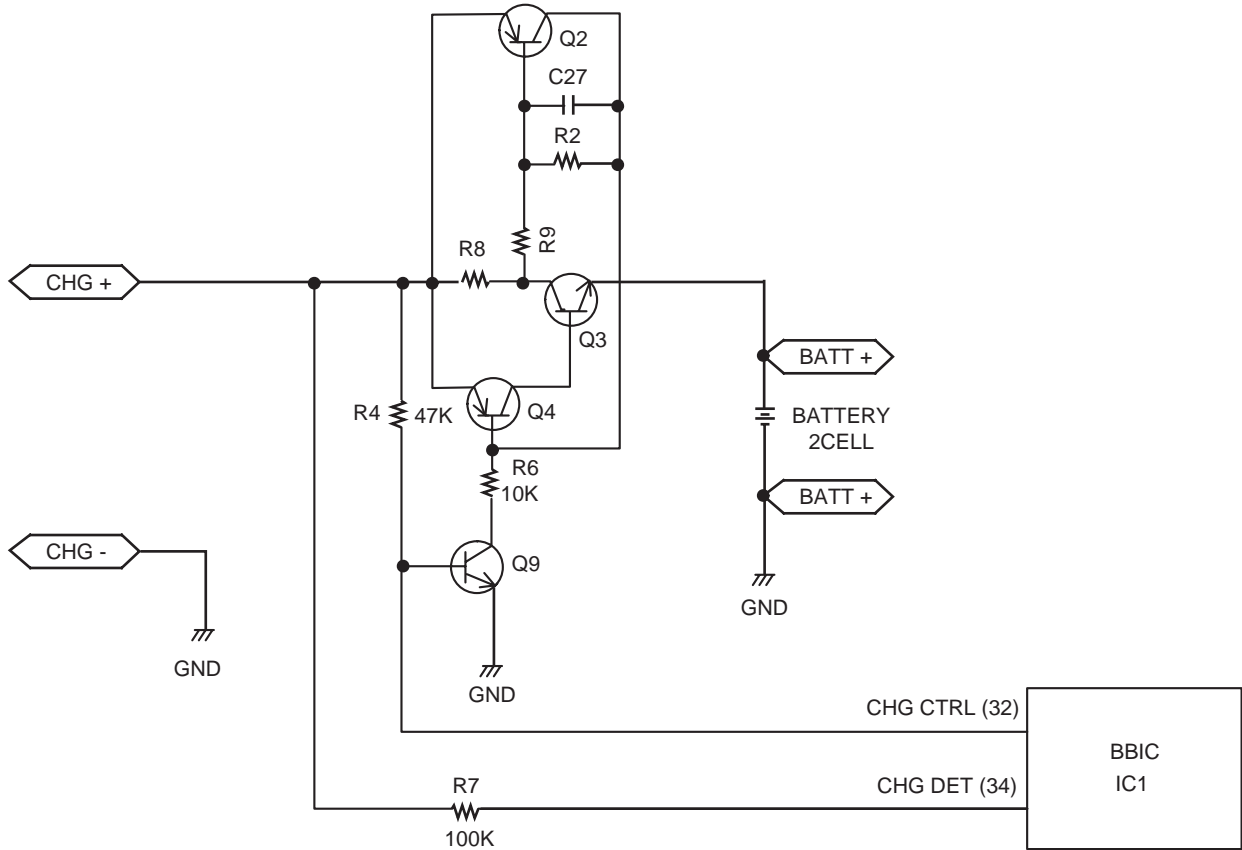 Q2
C27
R2
R9
R8
CHG +
Q3
BATT +
R4 47K
Q4
BATTERY
2CELL
R6
10K
BATT +
CHG -
Q9
GND
GND
GND
CHG CTRL (32)
BBIC
IC1
CHG DET (34)
R7
100K